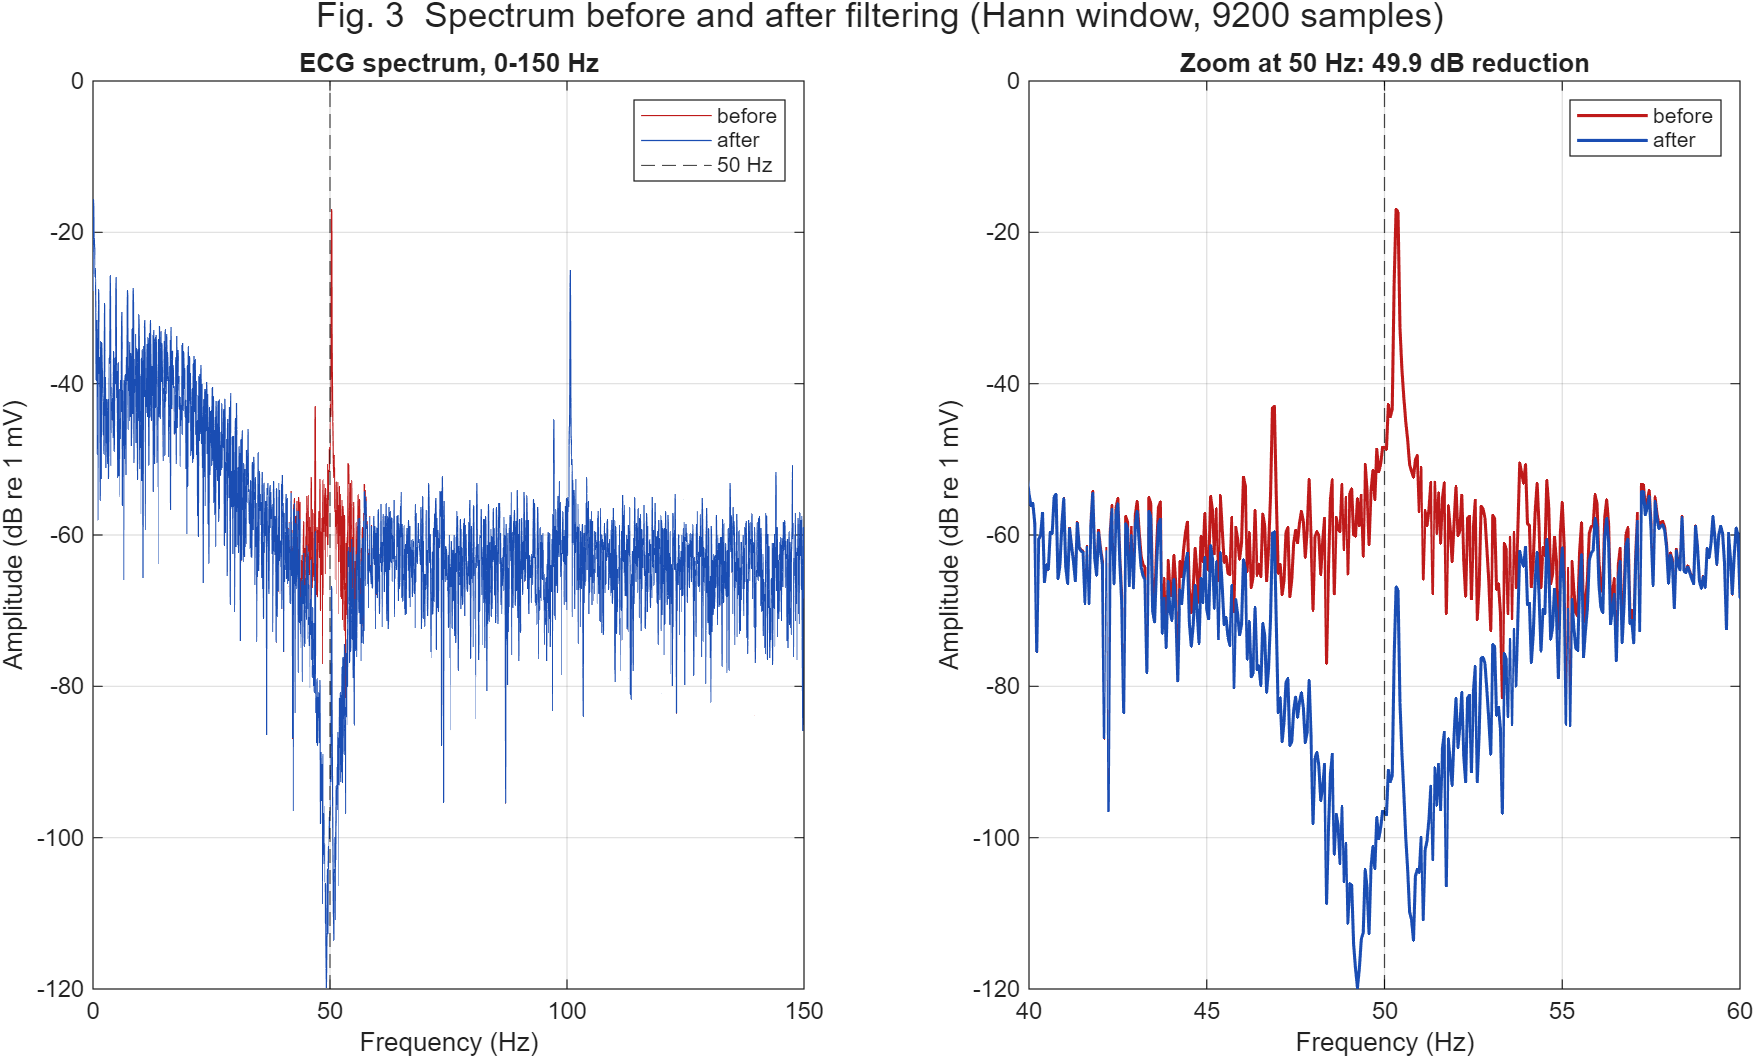 Fig. 3  Spectrum before and after filtering (Hann window, 9200 samples)
ECG spectrum, 0-150 Hz
Amplitude (dB re 1 mV)
0
-20
-40
-60
-80
-100
-120
before
after
50 Hz
0
50
100
150
Frequency (Hz)
Zoom at 50 Hz: 49.9 dB reduction
Amplitude (dB re 1 mV)
0
-20
-40
-60
-80
-100
-120
before
after
40
45
50
55
60
Frequency (Hz)